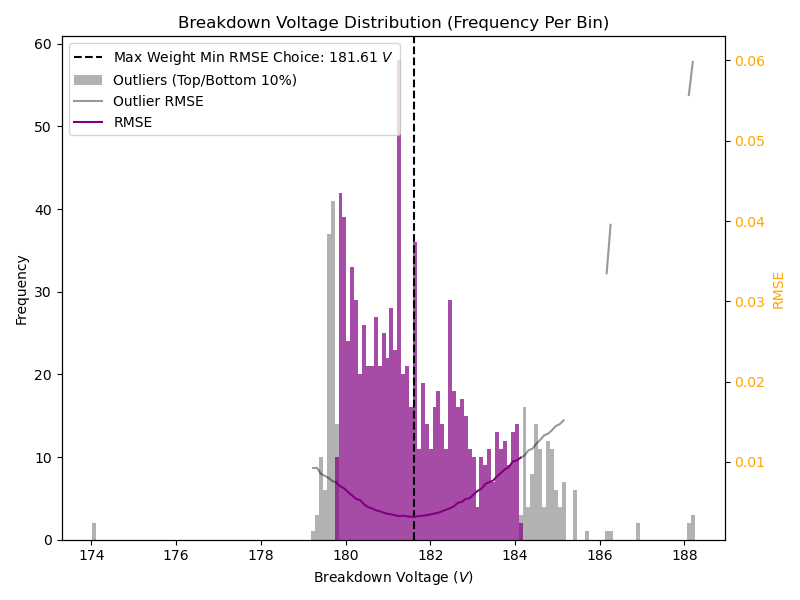 Breakdown Voltage Distribution (Frequency Per Bin)
Max Weight Min RMSE Choice: 181.61 V
Outliers (Top/Bottom 10%)
Outlier RMSE
RMSE
60
50
40
30
20
10
0
Frequency
0.06
0.05
0.04
0.03
0.02
0.01
RMSE
174 176 178 180 182 184 186 188
Breakdown Voltage (V)